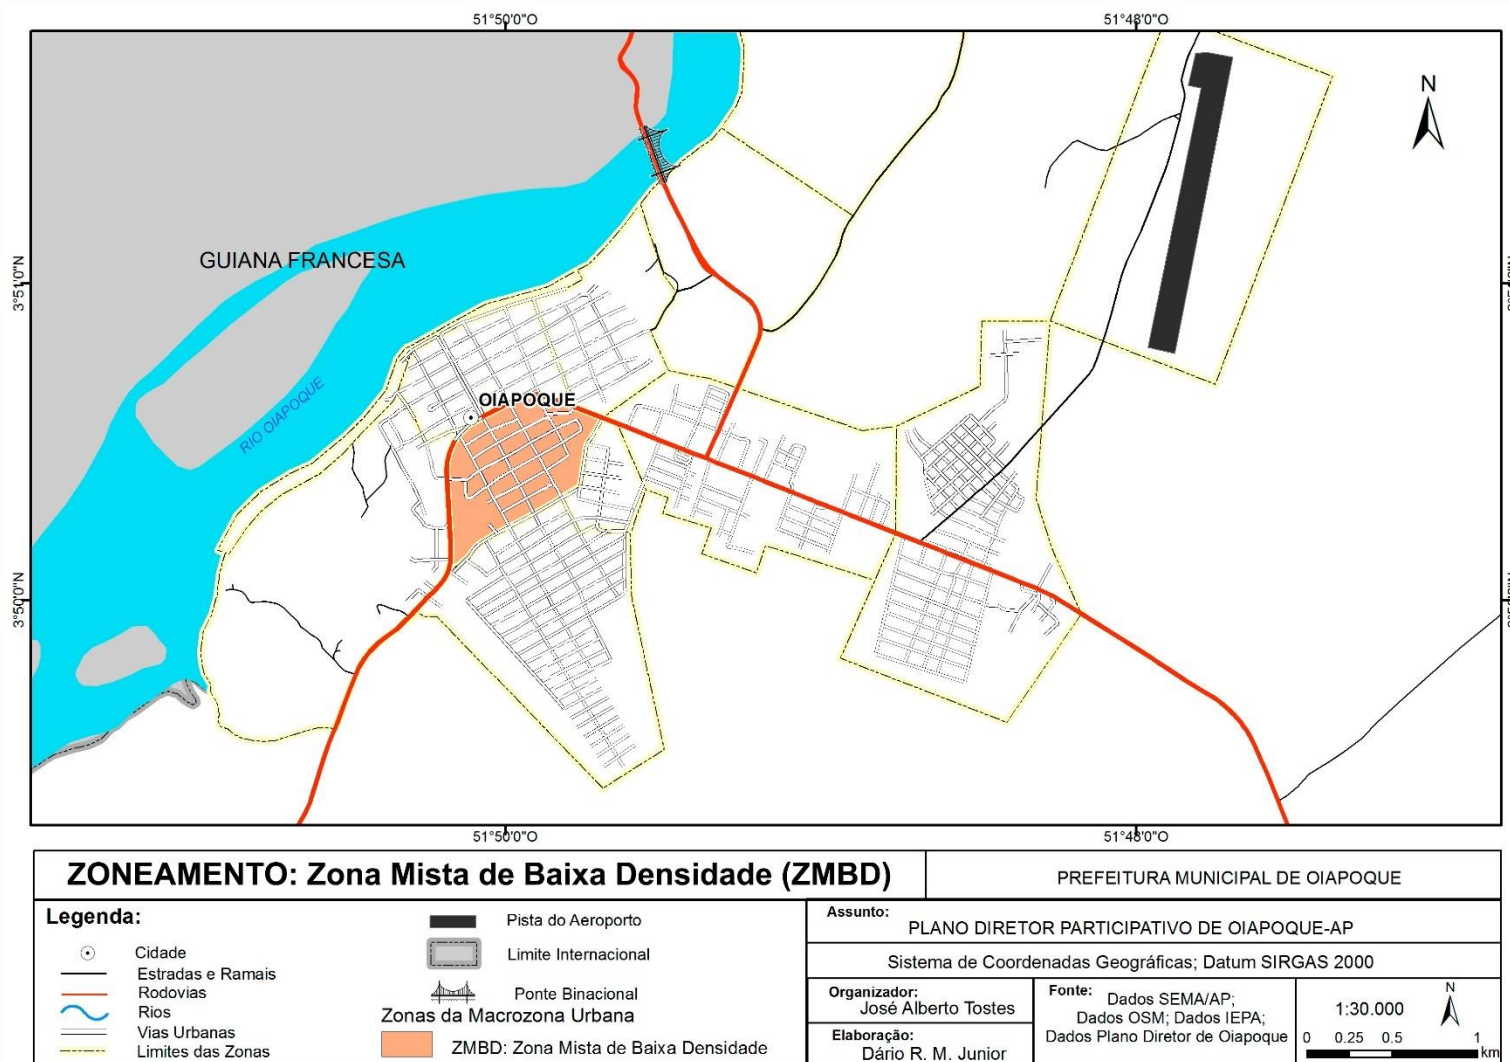 51°50'0"O
51°48'0"O
N
GUIANA FRANCESA
3°51'0"N
OIAPOQUE
RIO OIAPOQUE
3°50'0"N
51°50'0"O
51°48'0"O
ZONEAMENTO: Zona Mista de Baixa Densidade (ZMBD)
PREFEITURA MUNICIPAL DE OIAPOQUE
Legenda:
Cidade
Estradas e Ramais
Rodovias
Rios
Vias Urbanas
Limites das Zonas
Pista do Aeroporto
Limite Internacional
Ponte Binacional
Zonas da Macrozona Urbana
ZMBD: Zona Mista de Baixa Densidade
Assunto:
PLANO DIRETOR PARTICIPATIVO DE OIAPOQUE-AP
Sistema de Coordenadas Geográficas; Datum SIRGAS 2000
Organizador:
José Alberto Tostes
Elaboração:
Dário R. M. Junior
Fonte:
Dados SEMA/AP;
Dados OSM; Dados IEPA;
Dados Plano Diretor de Oiapoque
1:30.000
N
0 0.25 0.5 1
km